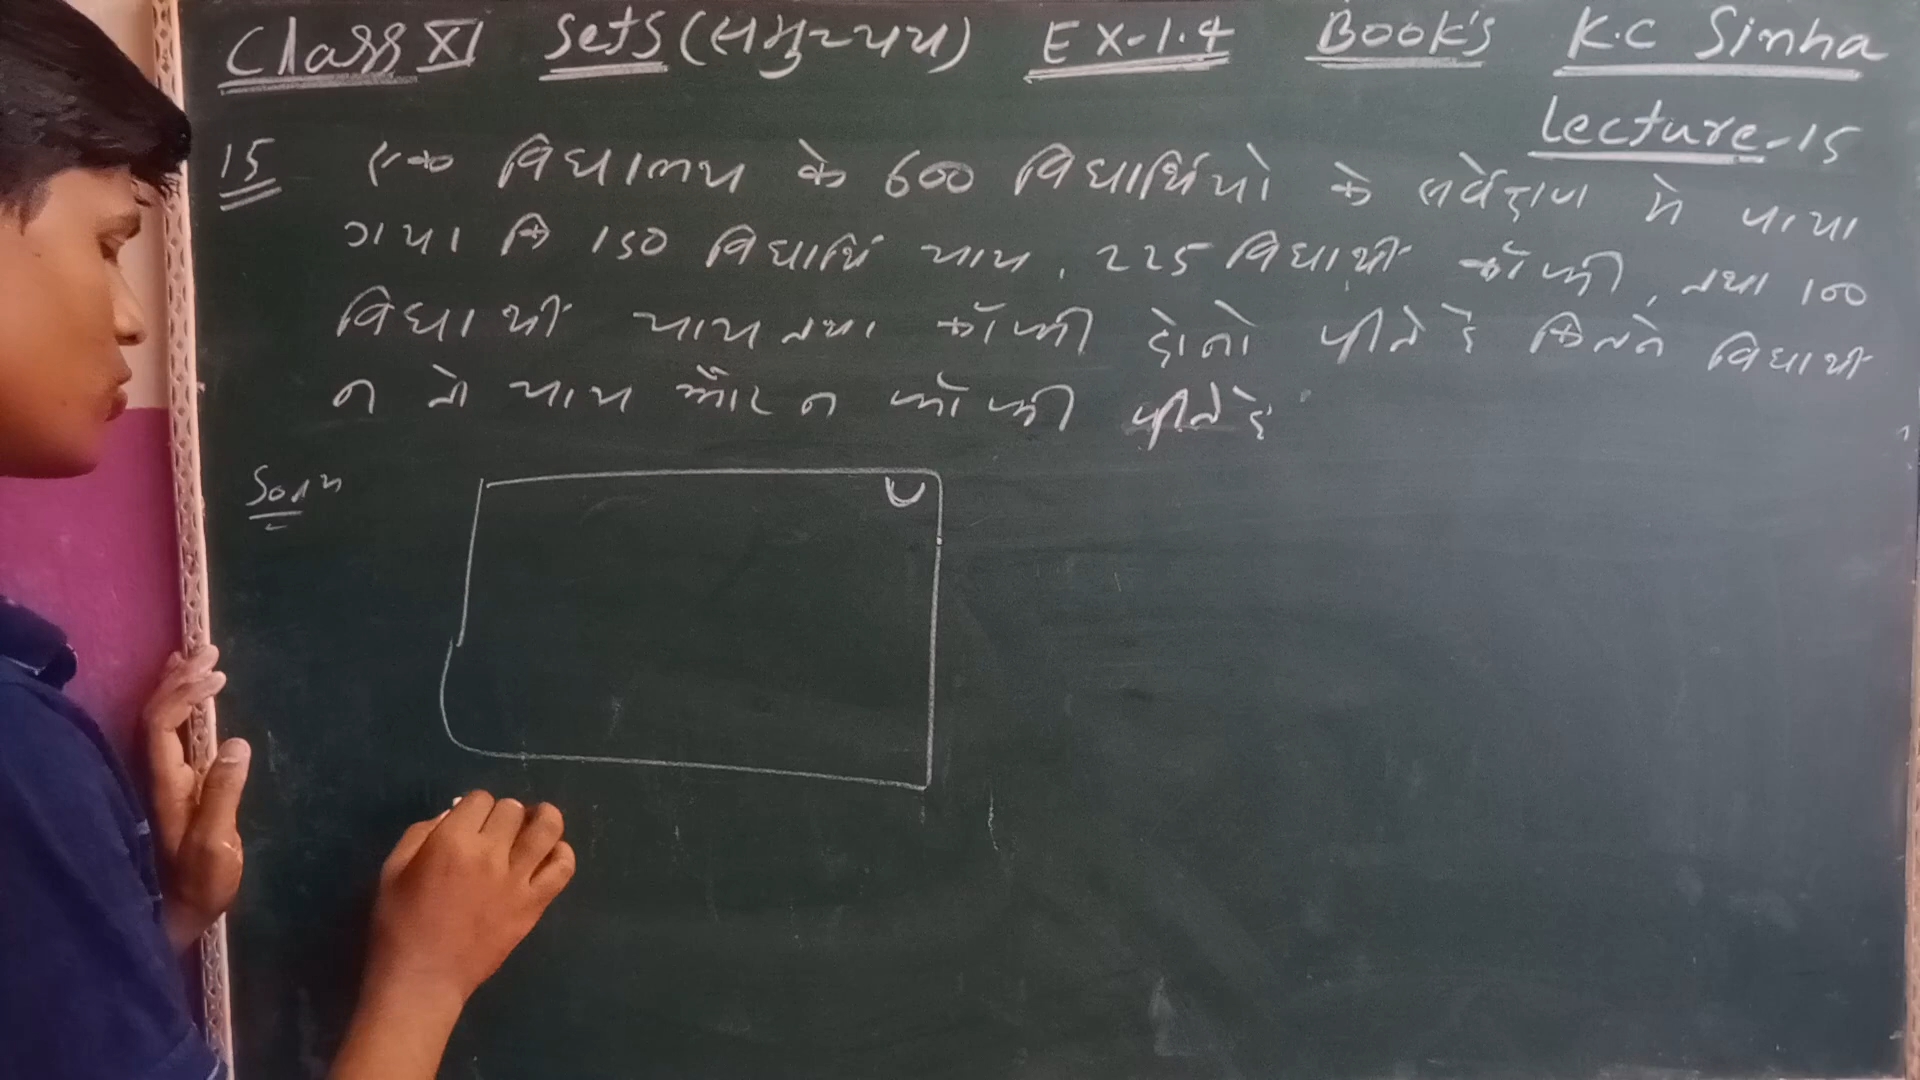 Class XI Sets (समुच्चय) EX-1.4 Book's K.C Sinha
Lecture-15
15 एक विद्यालय के 600 विद्यार्थियो के सर्वेक्षण मे पाया
गया कि 150 विद्यार्थि चाय, 225 विद्यार्थी कॉफी, तथा 100
विद्यार्थी चाय तथा कॉफी दोनो पीते है कितने विद्यार्थी
न तो चाय और न कॉफी पीते है
Soln
U